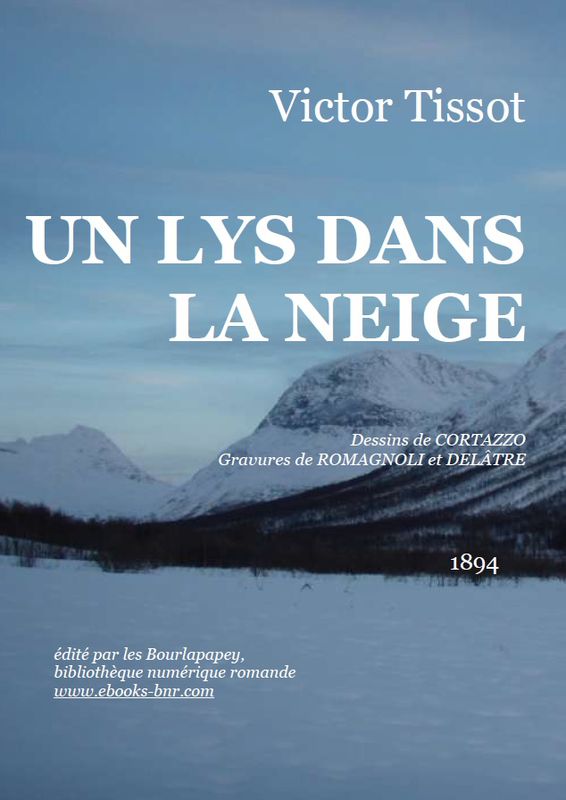 Victor Tissot
UN LYS DANS
LA NEIGE
Dessins de CORTAZZO
Gravures de ROMAGNOLI et DELÂTRE
1894
édité par les Bourlapapey,
bibliothèque numérique romande
www.ebooks-bnr.com